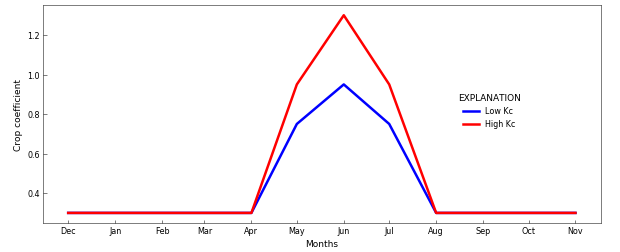 1.2
1.0
0.8
0.6
0.4
Crop coefficient
EXPLANATION
Low Kc
High Kc
Dec Jan Feb Mar Apr May Jun Jul Aug Sep Oct Nov
Months